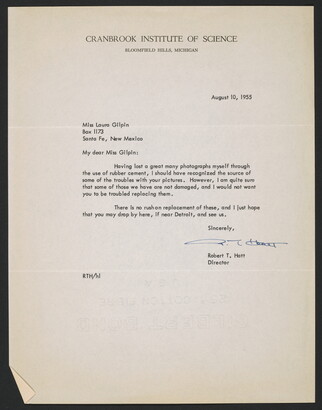 CRANBROOK INSTITUTE OF SCIENCE
BLOOMFIELD HILLS, MICHIGAN
August 10, 1955
Miss Laura Gilpin
Box 1173
Santa Fe, New Mexico
My dear Miss Gilpin:
Having lost a great many photographs myself through
the use of rubber cement, I should have recognized the source of
some of the troubles with your pictures. However, I am quite sure
that some of those we have are not damaged, and I would not want
you to be troubled replacing them.
There is no rush on replacement of these, and I just hope
that you may drop by here, if near Detroit, and see us.
Sincerely,
R. T. Hatt
Robert T. Hatt
Director
RTH/hl